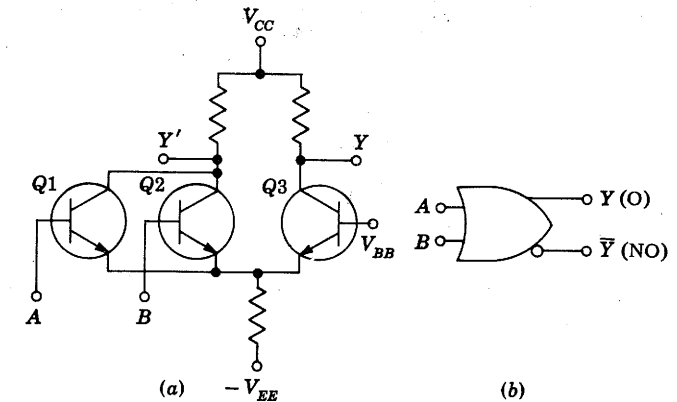 V_CC
Y′
Y
Q1
Q2
Q3
V_BB
A
B
−V_EE
(a)
A
B
Y (O)
Y̅ (NO)
(b)